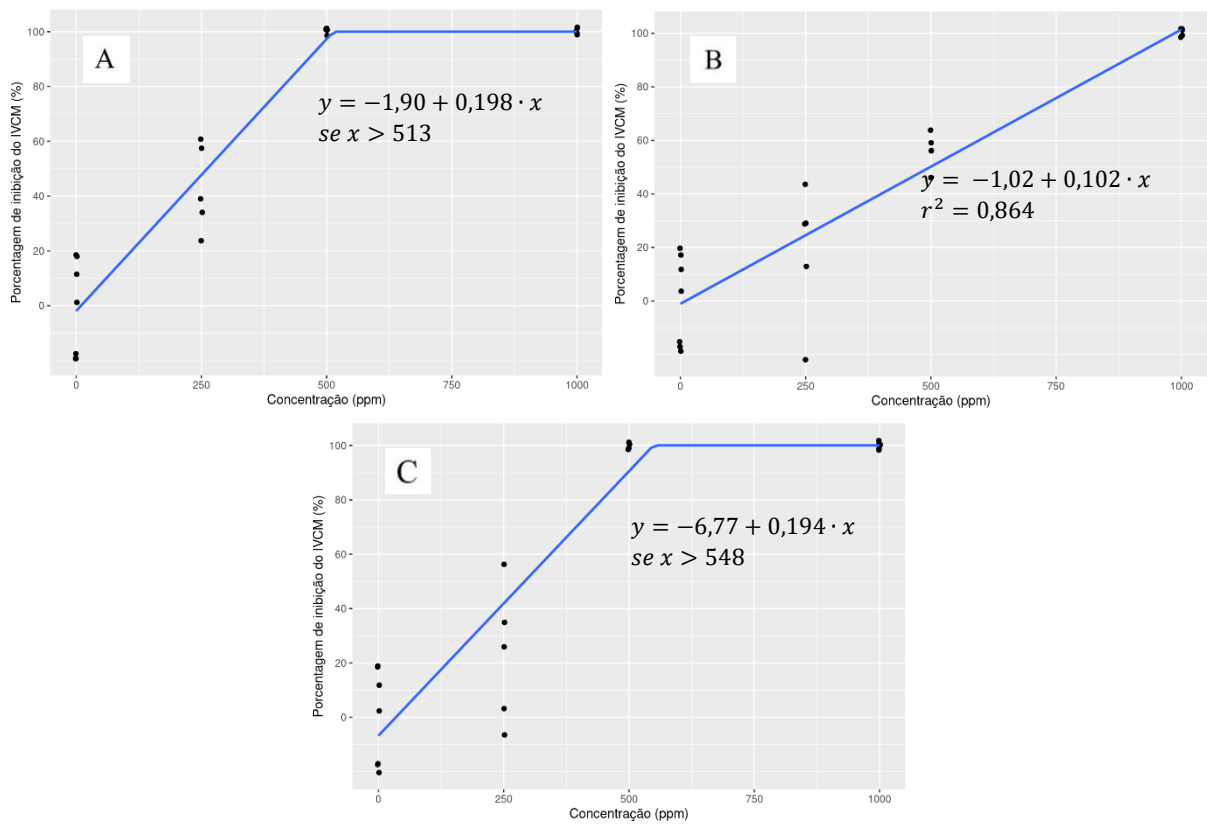 A
Porcentagem de inibição do IVCM (%)
100
80
60
40
20
0
y = −1,90 + 0,198 · x
se x > 513
0 250 500 750 1000
Concentração (ppm)
B
Porcentagem de inibição do IVCM (%)
100
80
60
40
20
0
y = −1,02 + 0,102 · x
r² = 0,864
0 250 500 750 1000
Concentração (ppm)
C
Porcentagem de inibição do IVCM (%)
100
80
60
40
20
0
y = −6,77 + 0,194 · x
se x > 548
0 250 500 750 1000
Concentração (ppm)